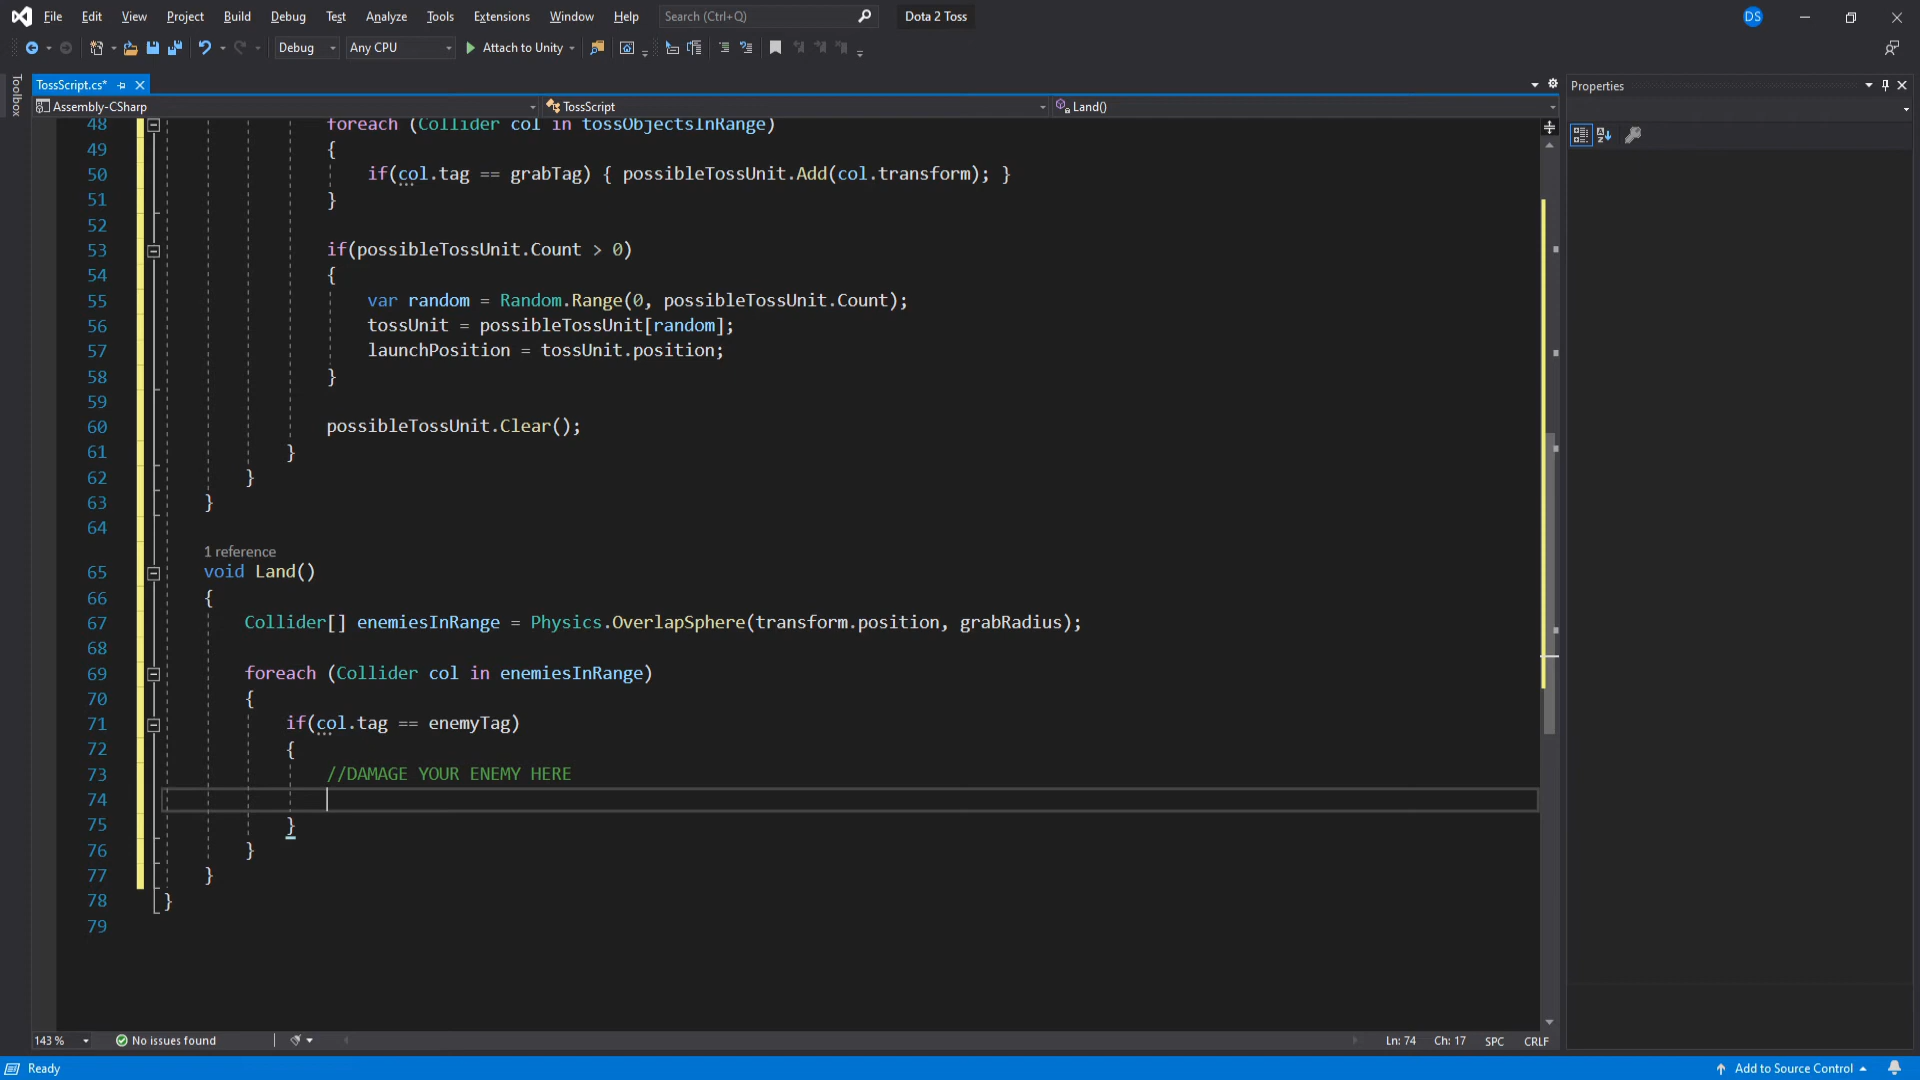 File Edit View Project Build Debug Test Analyze Tools Extensions Window Help Search (Ctrl+Q) Dota 2 Toss DS
Debug Any CPU Attach to Unity
Toolbox
TossScript.cs*
Properties
Assembly-CSharp TossScript Land()
48 foreach (Collider col in tossObjectsInRange)
49 {
50 if(col.tag == grabTag) { possibleTossUnit.Add(col.transform); }
51 }
52
53 if(possibleTossUnit.Count > 0)
54 {
55 var random = Random.Range(0, possibleTossUnit.Count);
56 tossUnit = possibleTossUnit[random];
57 launchPosition = tossUnit.position;
58 }
59
60 possibleTossUnit.Clear();
61 }
62 }
63 }
64
1 reference
65 void Land()
66 {
67 Collider[] enemiesInRange = Physics.OverlapSphere(transform.position, grabRadius);
68
69 foreach (Collider col in enemiesInRange)
70 {
71 if(col.tag == enemyTag)
72 {
73 //DAMAGE YOUR ENEMY HERE
74
75 }
76 }
77 }
78 }
79
143 % No issues found Ln: 74 Ch: 17 SPC CRLF
Ready Add to Source Control